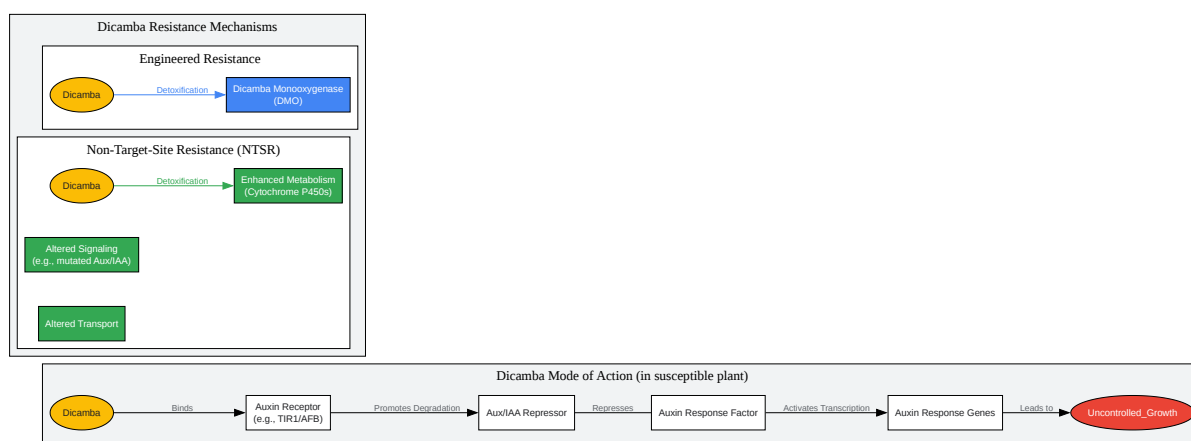 Dicamba Resistance Mechanisms
Engineered Resistance
Dicamba
Detoxification
Dicamba Monooxygenase
(DMO)
Non-Target-Site Resistance (NTSR)
Dicamba
Detoxification
Enhanced Metabolism
(Cytochrome P450s)
Altered Signaling
(e.g., mutated Aux/IAA)
Altered Transport
Dicamba Mode of Action (in susceptible plant)
Dicamba
Binds
Auxin Receptor
(e.g., TIR1/AFB)
Promotes Degradation
Aux/IAA Repressor
Represses
Auxin Response Factor
Activates Transcription
Auxin Response Genes
Leads to
Uncontrolled_Growth